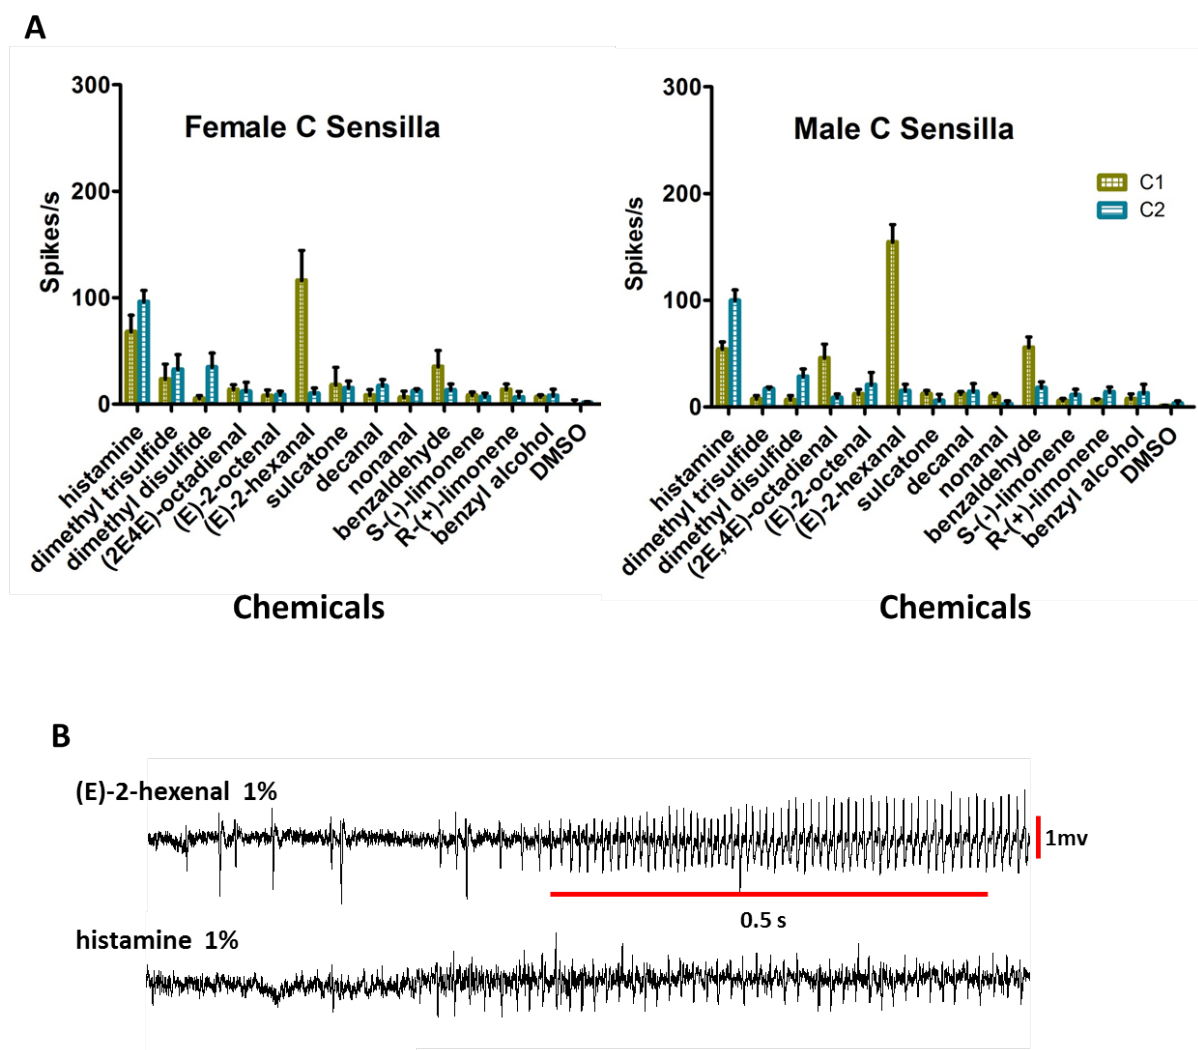 A
300
200
100
0
Spikes/s
Female C Sensilla
histamine
dimethyl trisulfide
dimethyl disulfide
(2E4E)-octadienal
(E)-2-octenal
(E)-2-hexanal
sulcatone
decanal
nonanal
benzaldehyde
S-(-)-limonene
R-(+)-limonene
benzyl alcohol
DMSO
Chemicals
300
200
100
0
Spikes/s
Male C Sensilla
C1
C2
histamine
dimethyl trisulfide
dimethyl disulfide
(2E,4E)-octadienal
(E)-2-octenal
(E)-2-hexanal
sulcatone
decanal
nonanal
benzaldehyde
S-(-)-limonene
R-(+)-limonene
benzyl alcohol
DMSO
Chemicals
B
(E)-2-hexenal 1%
1mv
0.5 s
histamine 1%